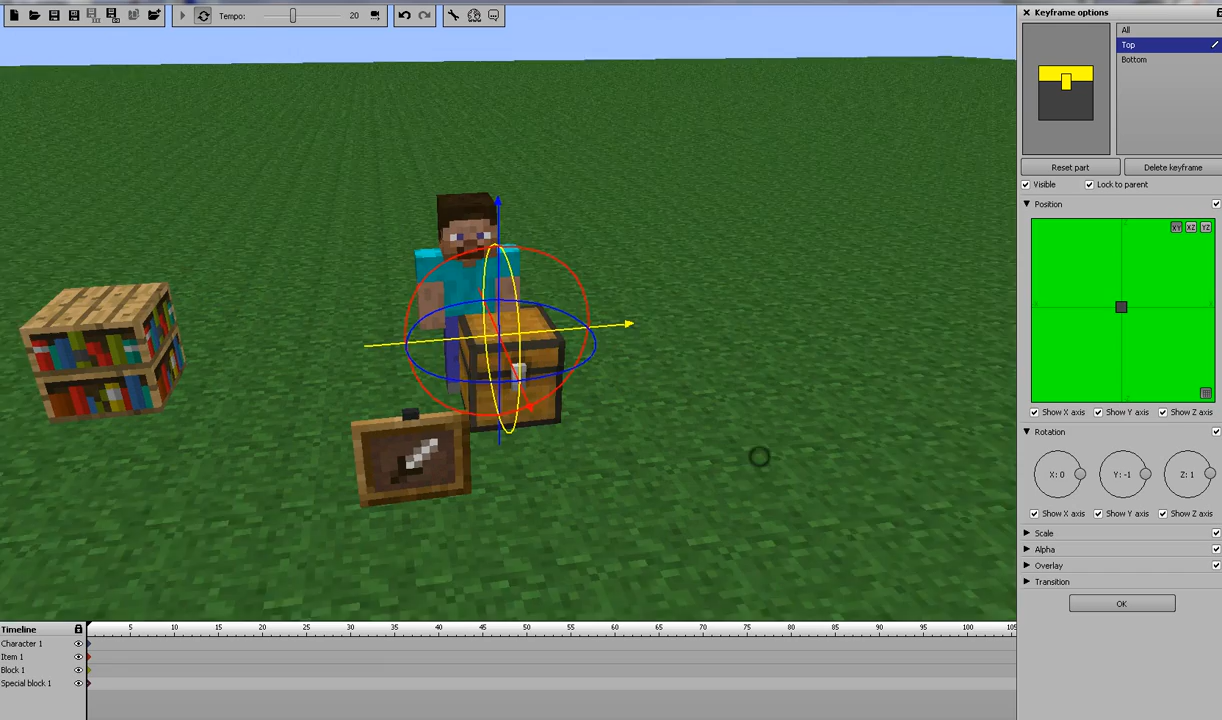 Tempo:
20
Keyframe options
All
Top
Bottom
Reset part
Delete keyframe
Visible
Lock to parent
Position
XY XZ YZ
Show X axis Show Y axis Show Z axis
Rotation
X: 0 Y: -1 Z: 1
Show X axis Show Y axis Show Z axis
Scale
Alpha
Overlay
Transition
OK
Timeline
5 10 15 20 25 30 35 40 45 50 55 60 65 70 75 80 85 90 95 100 105
Character 1
Item 1
Block 1
Special block 1